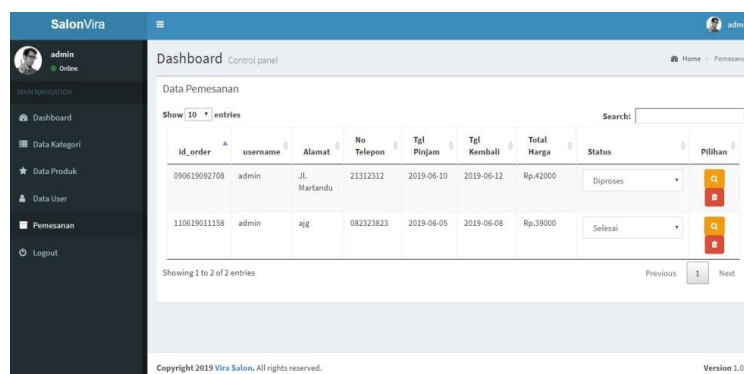 SalonVira
adm
admin
Online
Dashboard Control panel
Home > Pemesana
MAIN NAVIGATION
Dashboard
Data Kategori
Data Produk
Data User
Pemesanan
Logout
Data Pemesanan
Show 10 entries
Search:
id_order username Alamat No Telepon Tgl Pinjam Tgl Kembali Total Harga Status Pilihan
090619092708 admin Jl. Martandu 21312312 2019-06-10 2019-06-12 Rp.42000 Diproses
110619011158 admin ajg 082323823 2019-06-05 2019-06-08 Rp.39000 Selesai
Showing 1 to 2 of 2 entries
Previous 1 Next
Copyright 2019 Vira Salon. All rights reserved.
Version 1.0